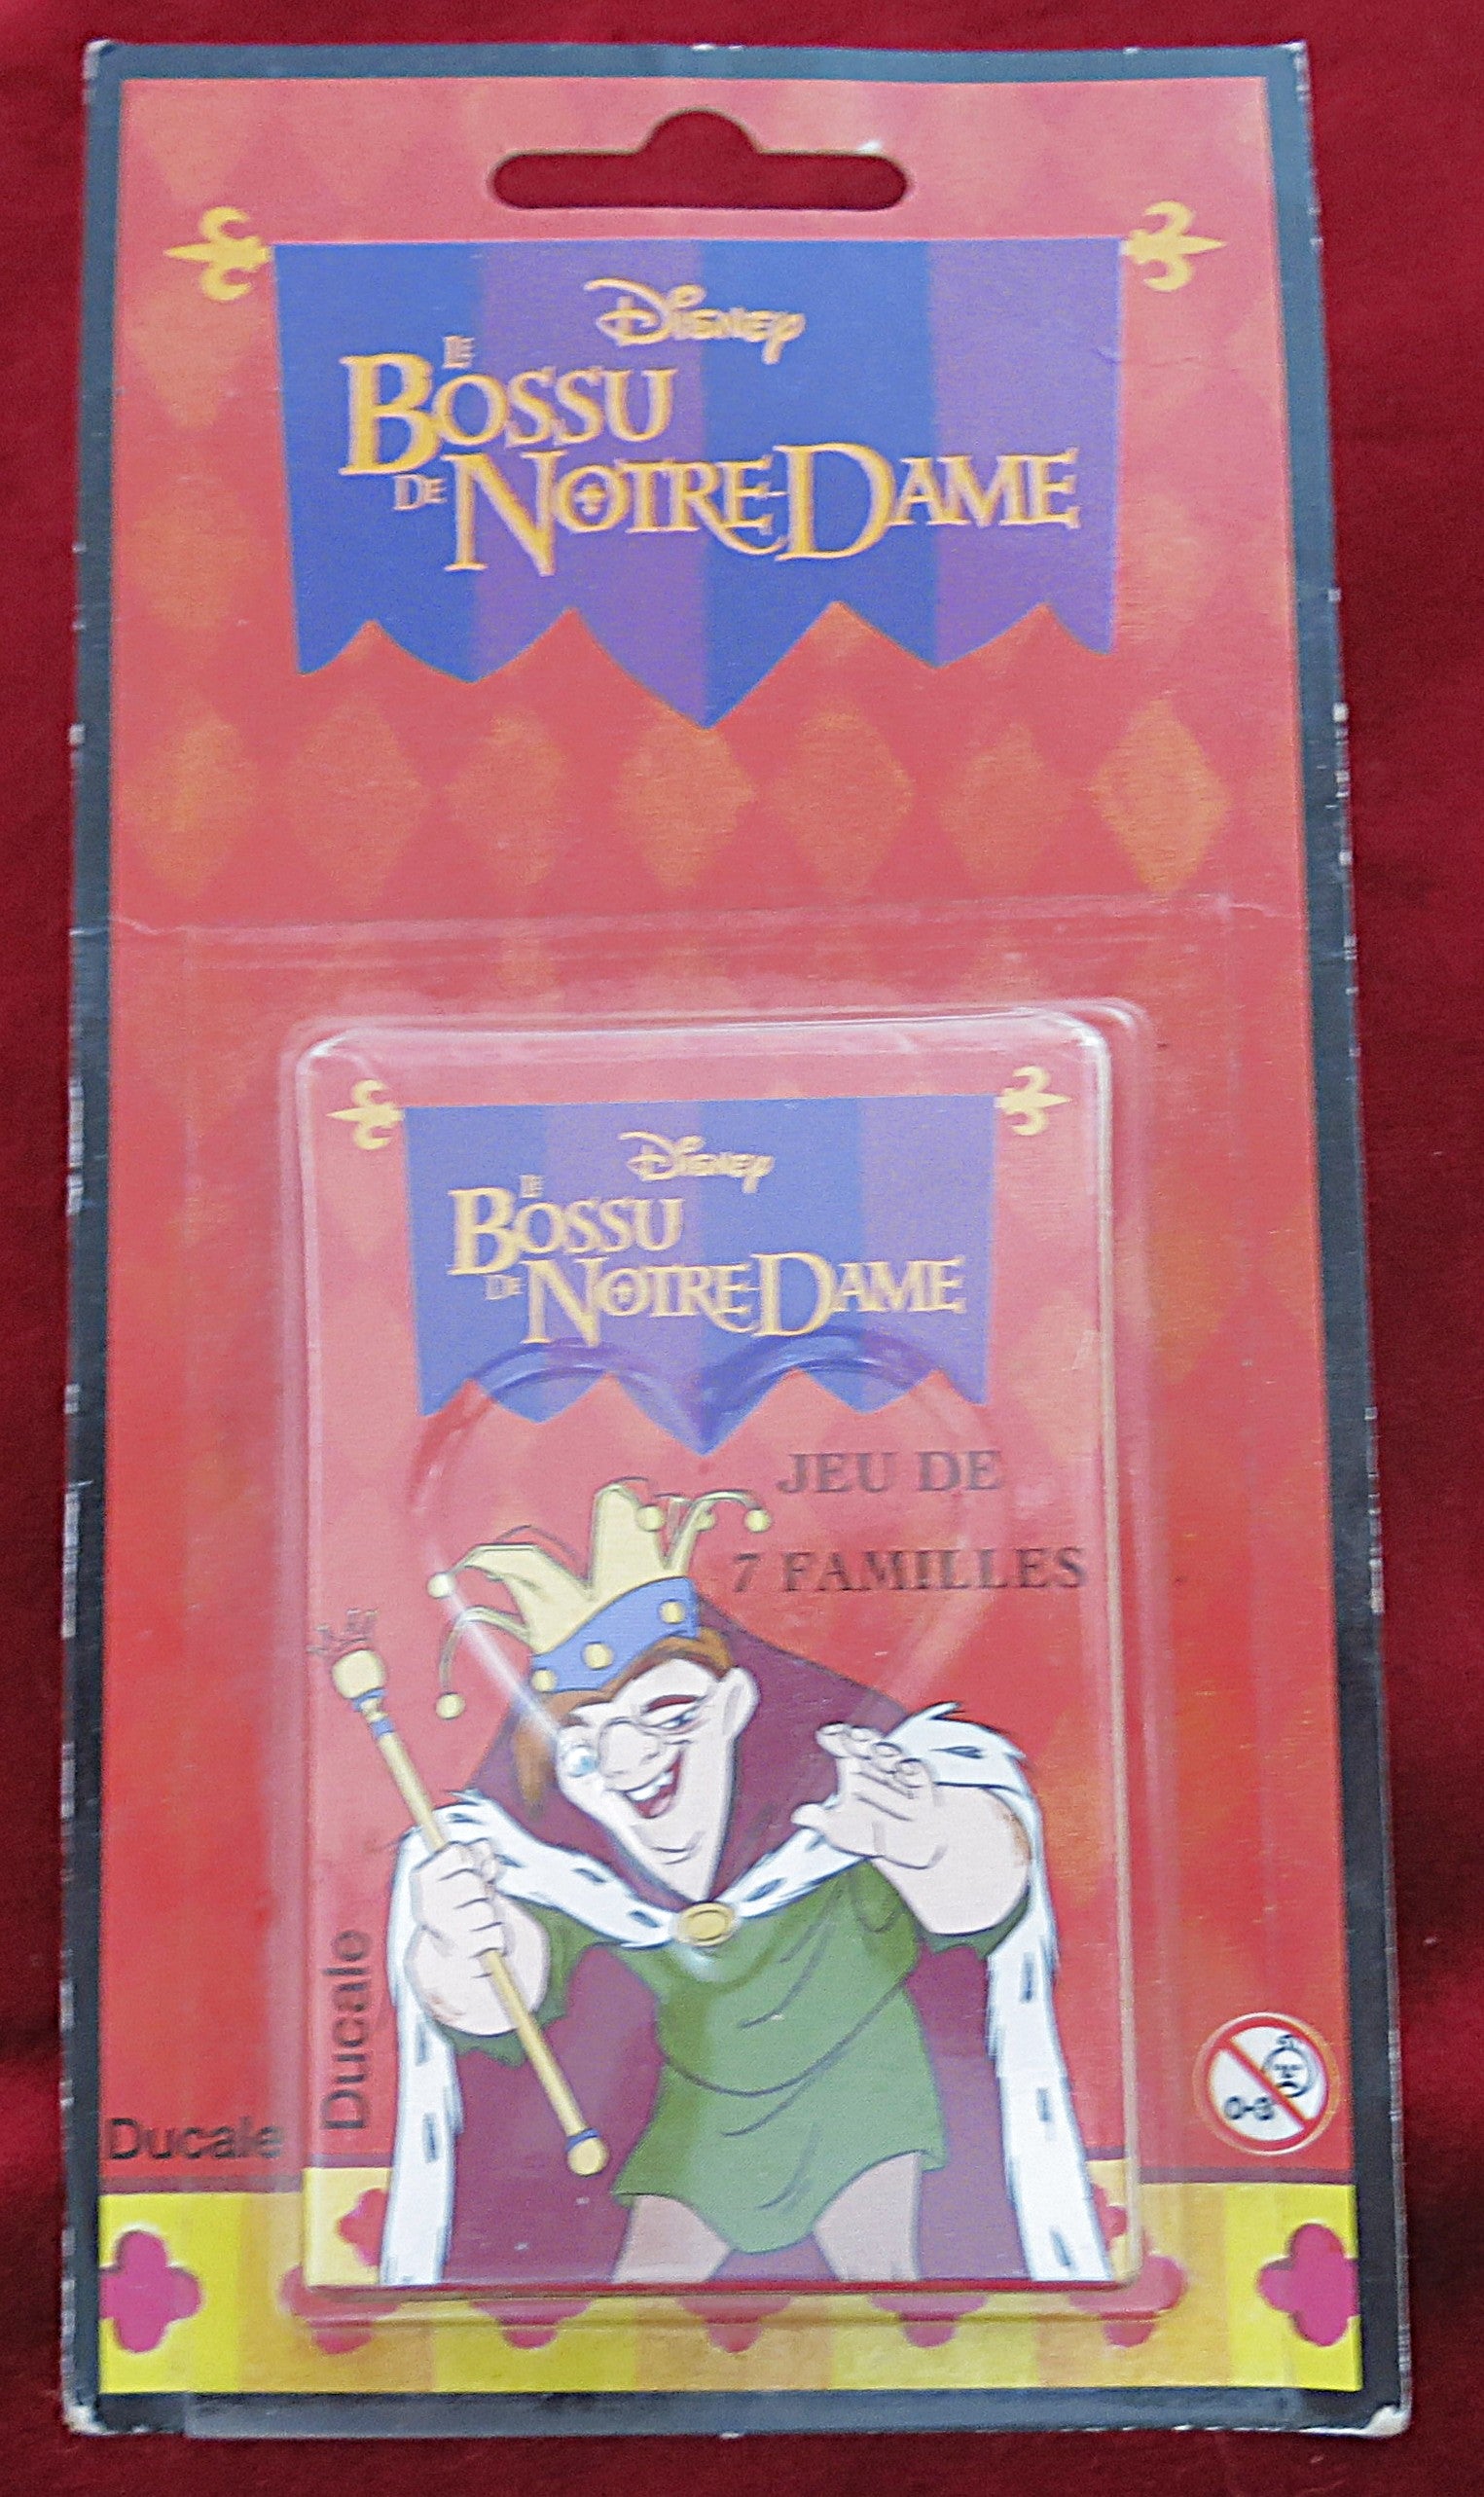 Disney
LE
BOSSU
DE NOTRE-DAME
Disney
LE
BOSSU
DE NOTRE-DAME
JEU DE
7 FAMILLES
Ducale
Ducale
0-3